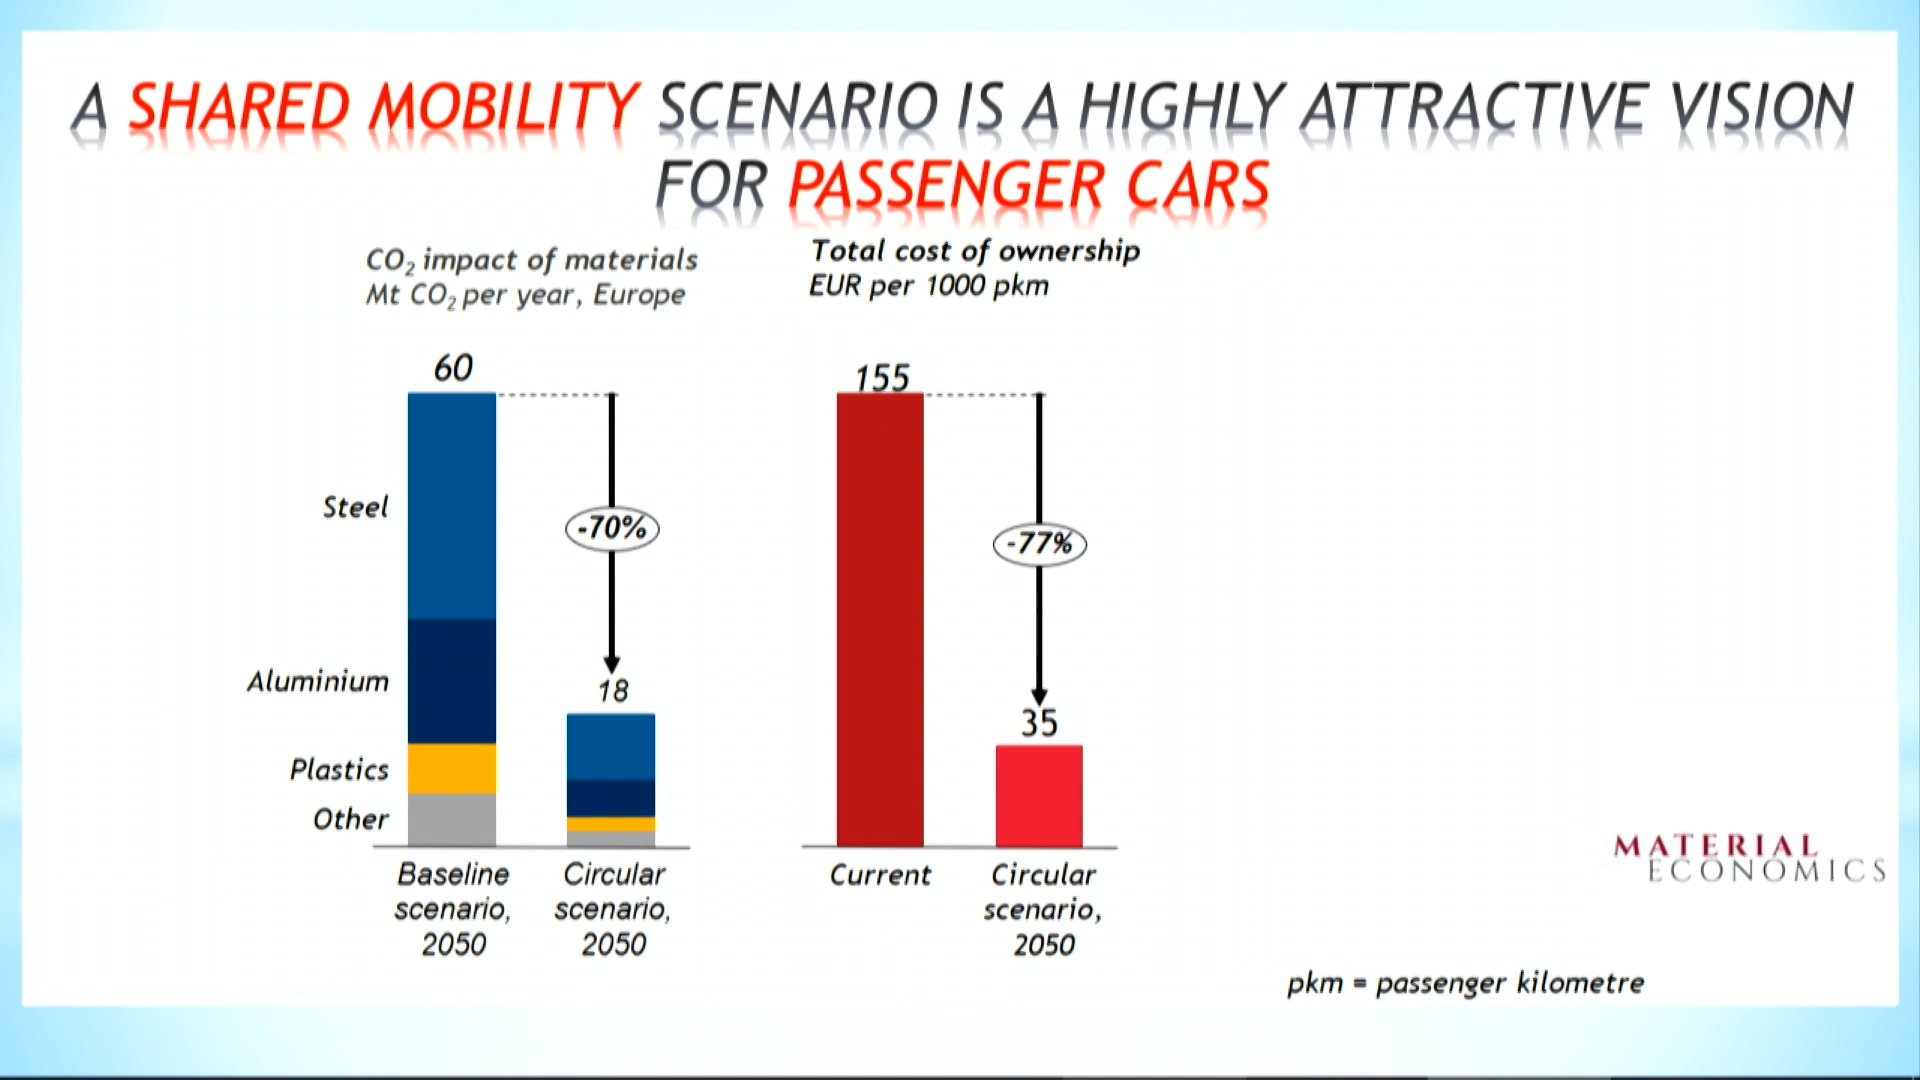 A SHARED MOBILITY SCENARIO IS A HIGHLY ATTRACTIVE VISION
FOR PASSENGER CARS
CO₂ impact of materials
Mt CO₂ per year, Europe
60
Steel
Aluminium
Plastics
Other
-70%
18
Baseline
scenario,
2050
Circular
scenario,
2050
Total cost of ownership
EUR per 1000 pkm
155
-77%
35
Current
Circular
scenario,
2050
MATERIAL
ECONOMICS
pkm = passenger kilometre